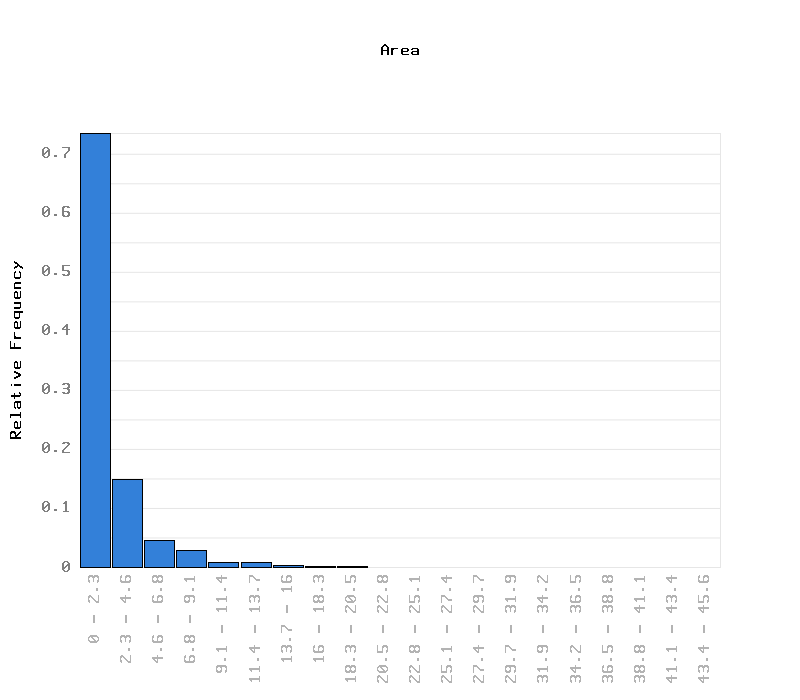 Area
Relative Frequency
0.7
0.6
0.5
0.4
0.3
0.2
0.1
0
0 - 2.3
2.3 - 4.6
4.6 - 6.8
6.8 - 9.1
9.1 - 11.4
11.4 - 13.7
13.7 - 16
16 - 18.3
18.3 - 20.5
20.5 - 22.8
22.8 - 25.1
25.1 - 27.4
27.4 - 29.7
29.7 - 31.9
31.9 - 34.2
34.2 - 36.5
36.5 - 38.8
38.8 - 41.1
41.1 - 43.4
43.4 - 45.6